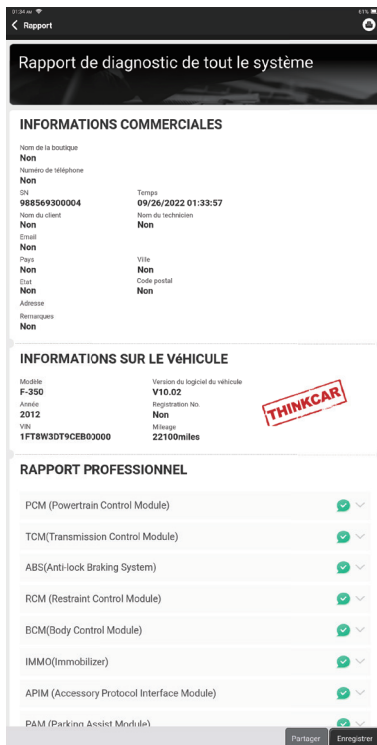 01:34 AM
61%
Rapport
Rapport de diagnostic de tout le système
INFORMATIONS COMMERCIALES
Nom de la boutique
Non
Numéro de téléphone
Non
SN Temps
988569300004 09/26/2022 01:33:57
Nom du client Nom du technicien
Non Non
Email
Non
Pays Ville
Non Non
Etat Code postal
Non Non
Adresse
Remarques
Non
INFORMATIONS SUR LE VéHICULE
Modèle Version du logiciel du véhicule
F-350 V10.02
Année Registration No.
2012 Non
VIN Mileage
1FT8W3DT9CEB00000 22100miles
THINKCAR
RAPPORT PROFESSIONNEL
PCM (Powertrain Control Module)
TCM(Transmission Control Module)
ABS(Anti-lock Braking System)
RCM (Restraint Control Module)
BCM(Body Control Module)
IMMO(Immobilizer)
APIM (Accessory Protocol Interface Module)
PAM (Parking Assist Module)
Partager Enregistrer